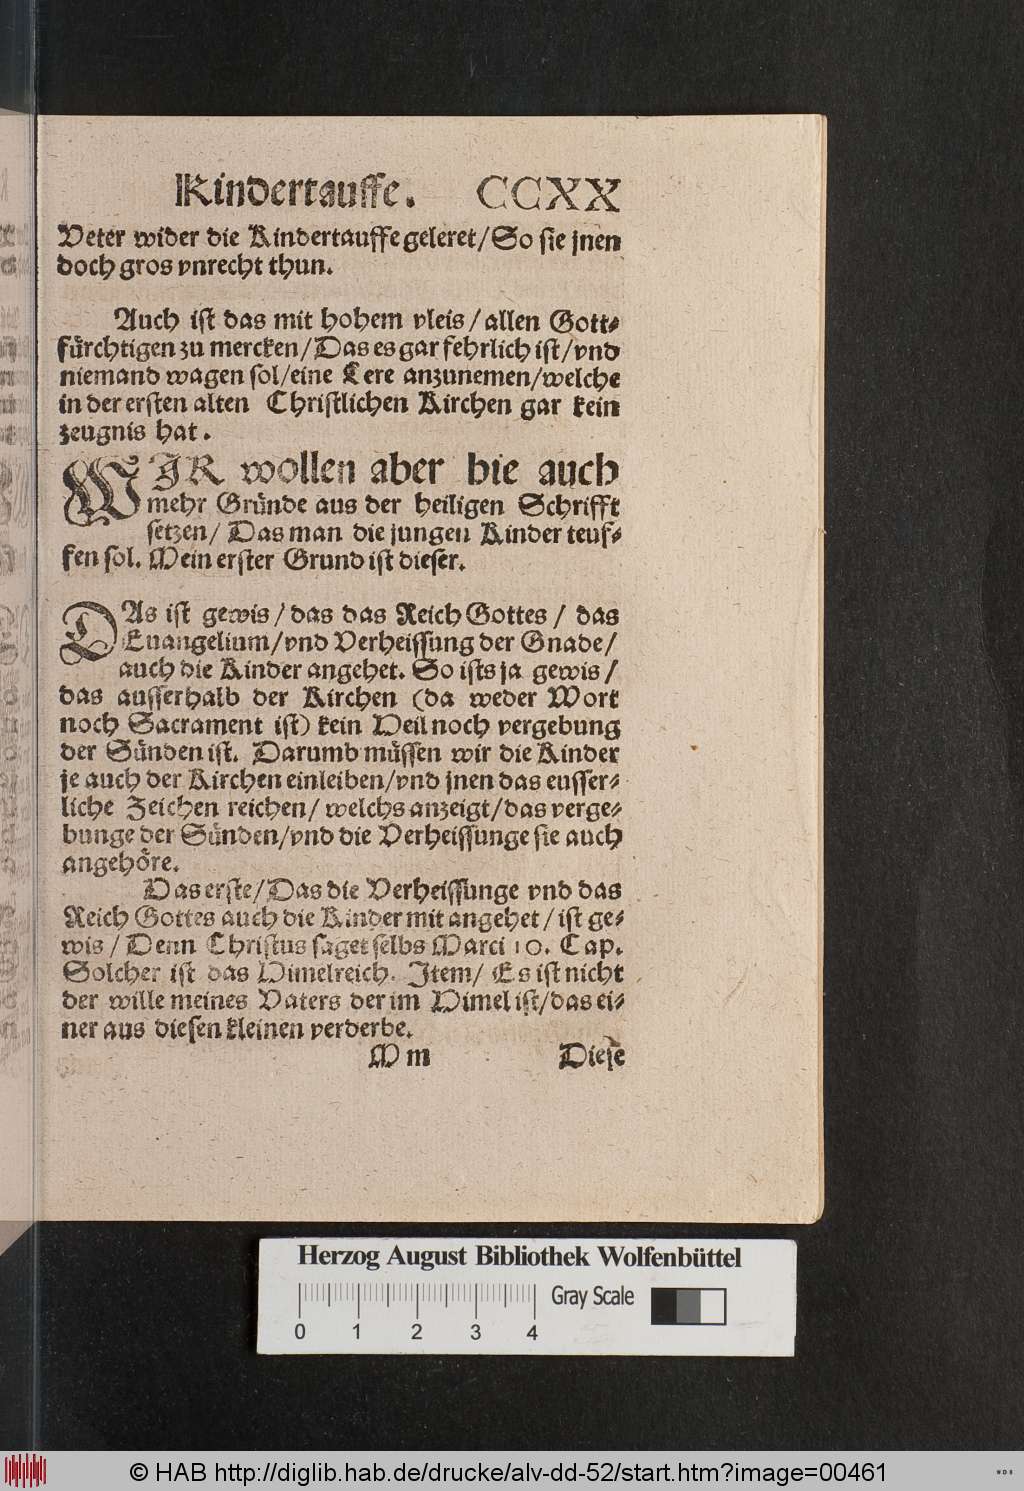 Kindertauffe. CCXX
Veter wider die Kindertauffe geleret/So sie jnen
doch gros vnrecht thun.
Auch ist das mit hohem vleis/allen Gott-
fürchtigen zu mercken/Das es gar fehrlich ist/vnd
niemand wagen sol/eine Lere anzunemen/welche
in der ersten alten Christlichen Kirchen gar kein
zeugnis hat.
WJR wollen aber hie auch
mehr Gründe aus der heiligen Schrifft
setzen/ Das man die jungen Kinder teuf-
fen sol. Mein erster Grund ist dieser.
DAs ist gewis/das das Reich Gottes/ das
Euangelium/vnd Verheissung der Gnade/
auch die Kinder angehet. So ists ja gewis/
das ausserhalb der Kirchen (da weder Wort
noch Sacrament ist) kein Heil noch vergebung
der Sünden ist. Darumb müssen wir die Kinder
je auch der Kirchen einleiben/vnd jnen das eusser-
liche Zeichen reichen/ welchs anzeigt/das verge-
bunge der Sünden/vnd die Verheissunge sie auch
angehöre.
Das erste/Das die Verheissunge vnd das
Reich Gottes auch die Kinder mit angehet/ist ge-
wis/Denn Christus saget selbs Marci 10. Cap.
Solcher ist das Himelreich. Jtem/ Es ist nicht
der wille meines Vaters der im Himel ist/das ei-
ner aus diesen kleinen verderbe.
M m Diese
Herzog August Bibliothek Wolfenbüttel
Gray Scale
0 1 2 3 4
© HAB http://diglib.hab.de/drucke/alv-dd-52/start.htm?image=00461